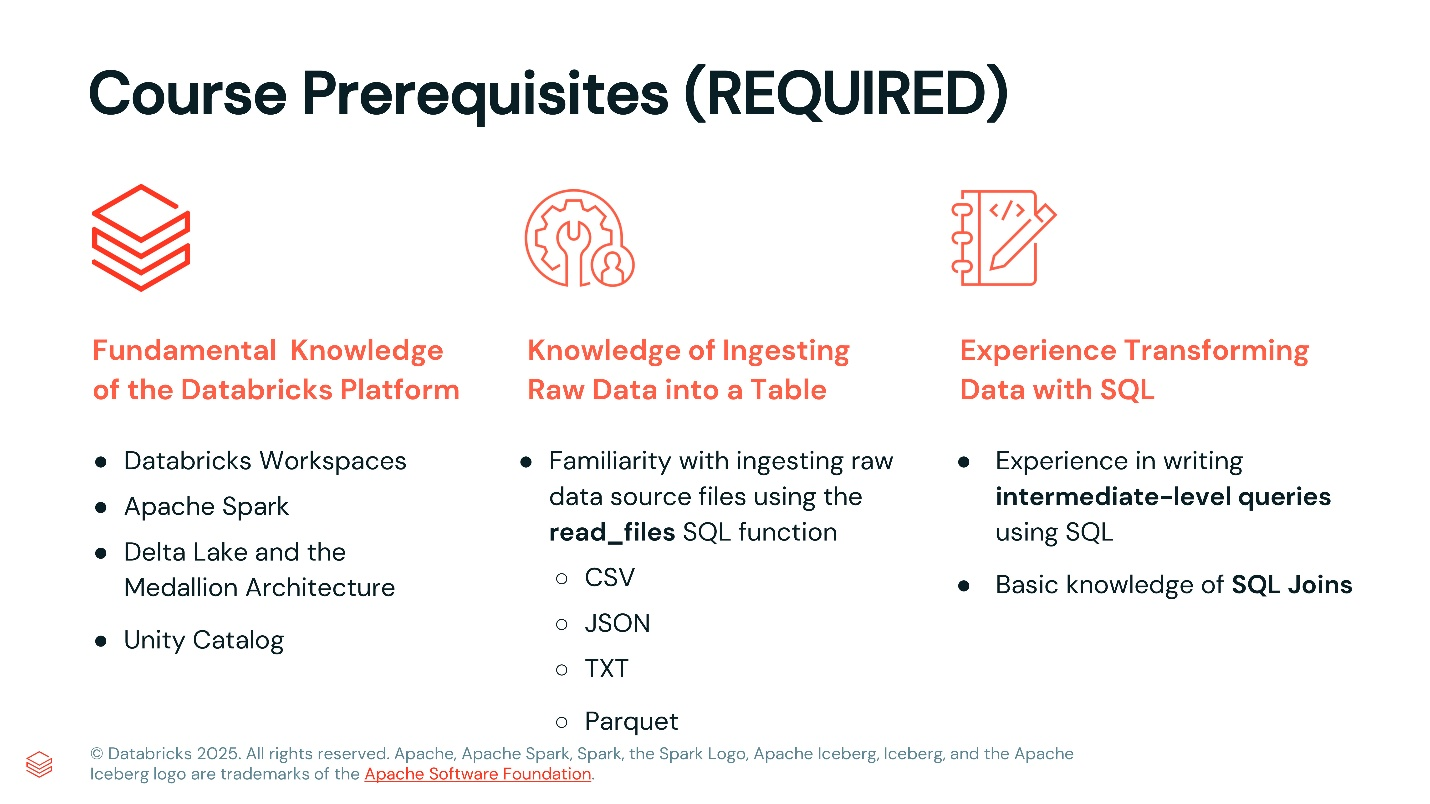 Course Prerequisites (REQUIRED)
Fundamental Knowledge
of the Databricks Platform
● Databricks Workspaces
● Apache Spark
● Delta Lake and the
Medallion Architecture
● Unity Catalog
Knowledge of Ingesting
Raw Data into a Table
● Familiarity with ingesting raw
data source files using the
read_files SQL function
○ CSV
○ JSON
○ TXT
○ Parquet
Experience Transforming
Data with SQL
● Experience in writing
intermediate-level queries
using SQL
● Basic knowledge of SQL Joins
© Databricks 2025. All rights reserved. Apache, Apache Spark, Spark, the Spark Logo, Apache Iceberg, Iceberg, and the Apache
Iceberg logo are trademarks of the Apache Software Foundation.